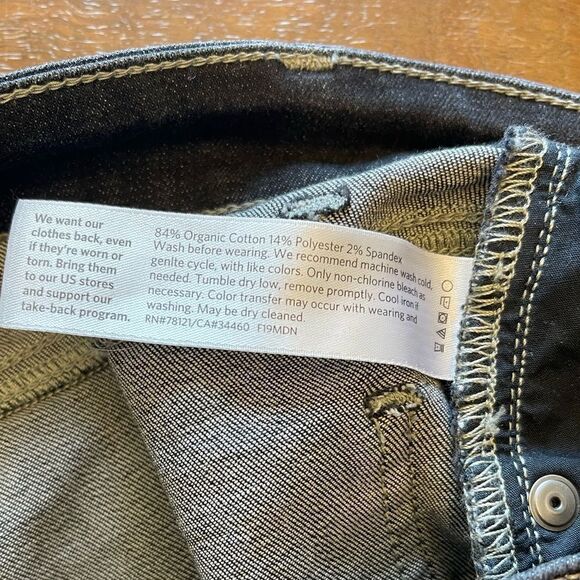 We want our
clothes back, even
if they're worn or
torn. Bring them
to our US stores
and support our
take-back program.
84% Organic Cotton 14% Polyester 2% Spandex
Wash before wearing. We recommend machine wash cold,
genlte cycle, with like colors. Only non-chlorine bleach as
needed. Tumble dry low, remove promptly. Cool iron if
necessary. Color transfer may occur with wearing and
washing. May be dry cleaned.
RN#78121/CA#34460 F19MDN